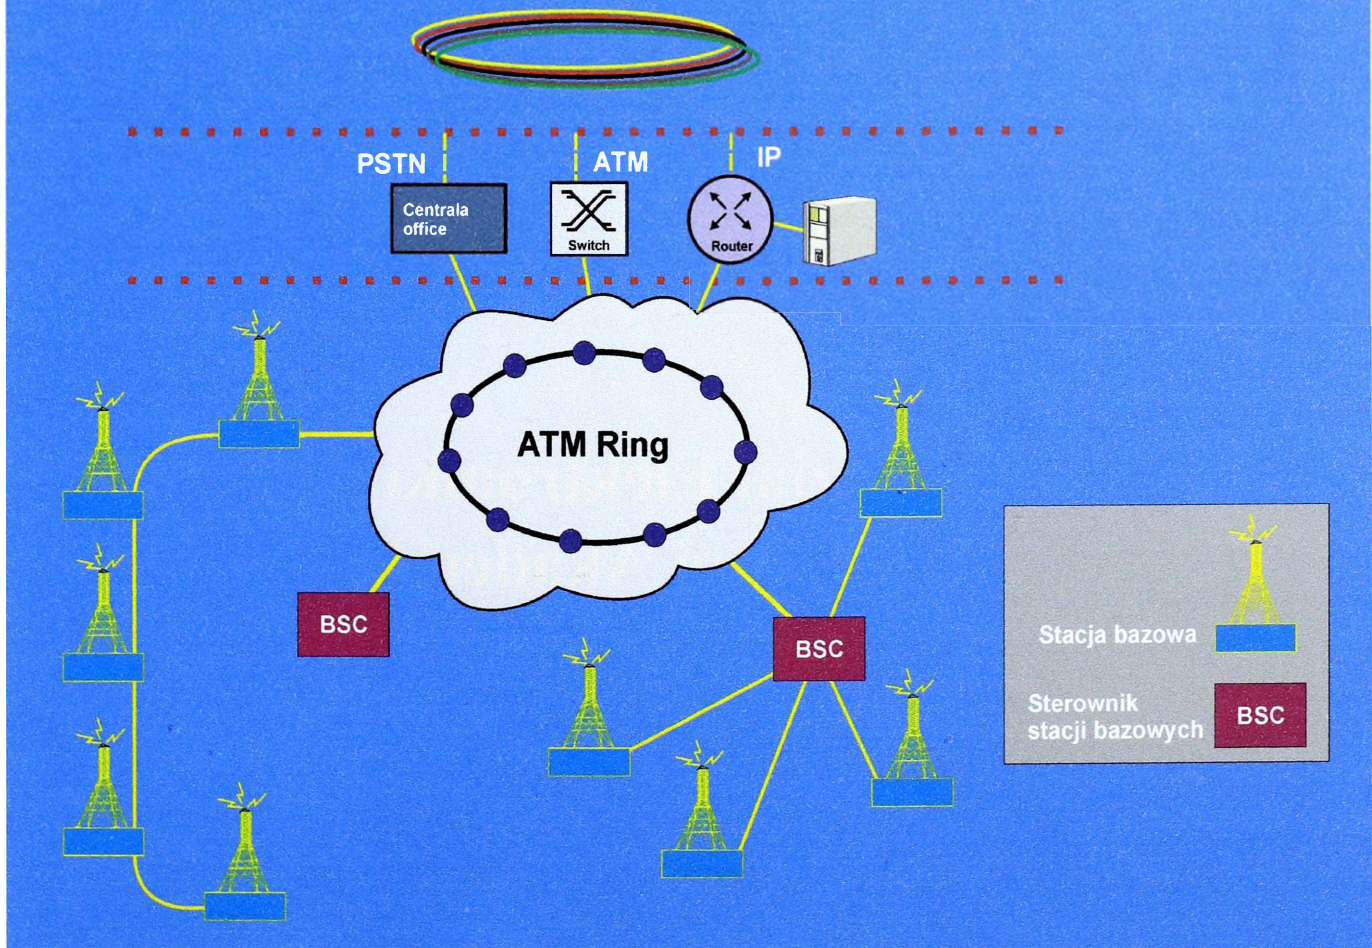 PSTN
ATM
IP
Centrala
office
Switch
Router
ATM Ring
BSC
BSC
Stacja bazowa
Sterownik
stacji bazowych
BSC